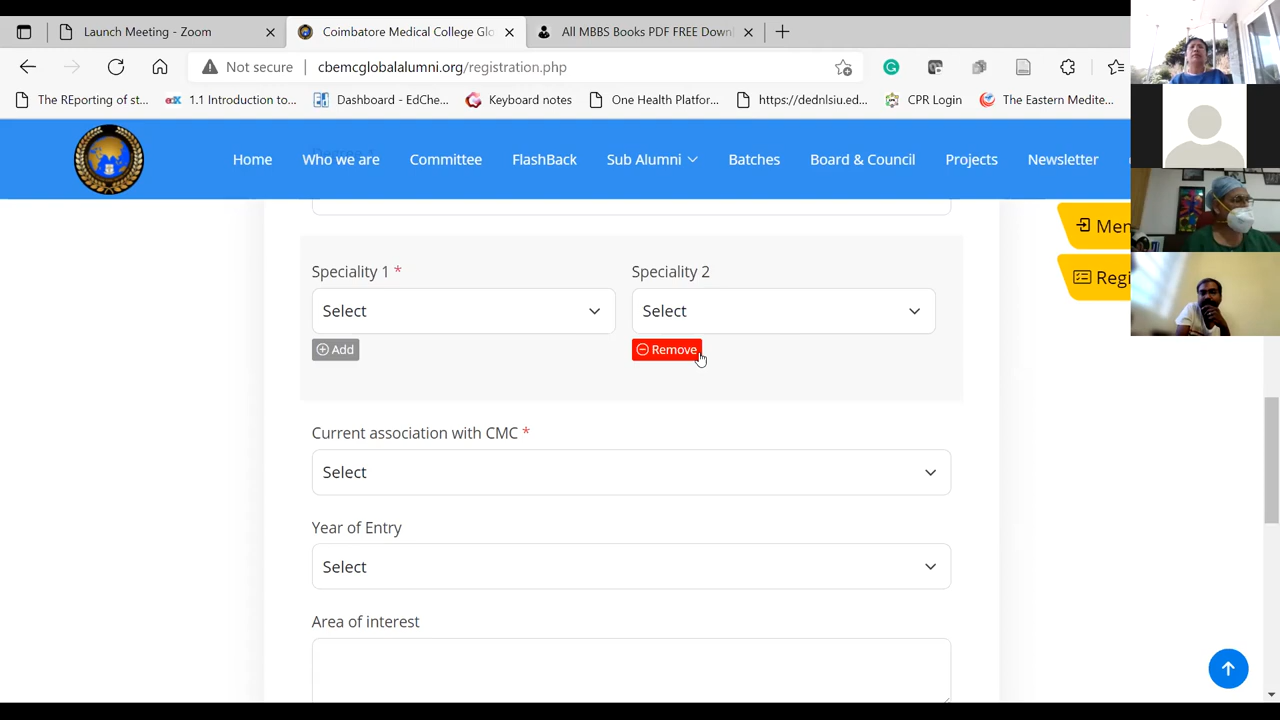 Launch Meeting - Zoom
Coimbatore Medical College Glo
All MBBS Books PDF FREE Down
Not secure
cbemcglobalalumni.org/registration.php
The REporting of st...
1.1 Introduction to...
Dashboard - EdChe...
Keyboard notes
One Health Platfor...
https://dednlsiu.ed...
CPR Login
The Eastern Medite...
Home
Who we are
Committee
FlashBack
Sub Alumni
Batches
Board & Council
Projects
Newsletter
Mem
Regi
Speciality 1 *
Speciality 2
Select
Select
Add
Remove
Current association with CMC *
Select
Year of Entry
Select
Area of interest